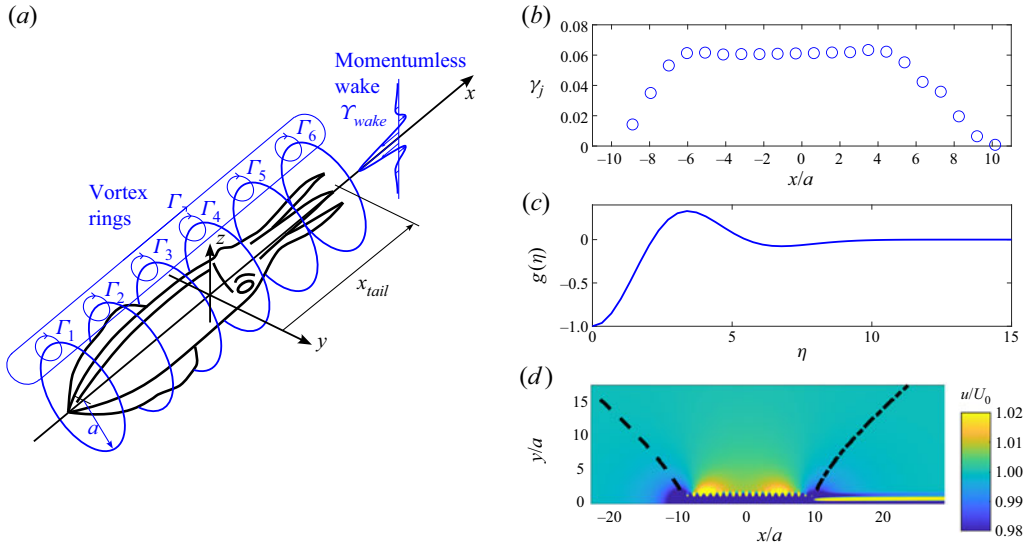 (a)
Momentumless
wake
ϒwake
x
Γ6
Γ5
Γ
Γ4
Γ3
Γ2
Γ1
Vortex
rings
z
y
xtail
a
(b)
0.08
0.06
γj
0.04
0.02
0
–10 –8 –6 –4 –2 0 2 4 6 8 10
x/a
(c)
0
g(η)
–0.5
–1.0
0 5 10 15
η
(d)
u/U0
15
10
y/a
5
0
–20 –10 0 10 20
x/a
1.02
1.01
1.00
0.99
0.98